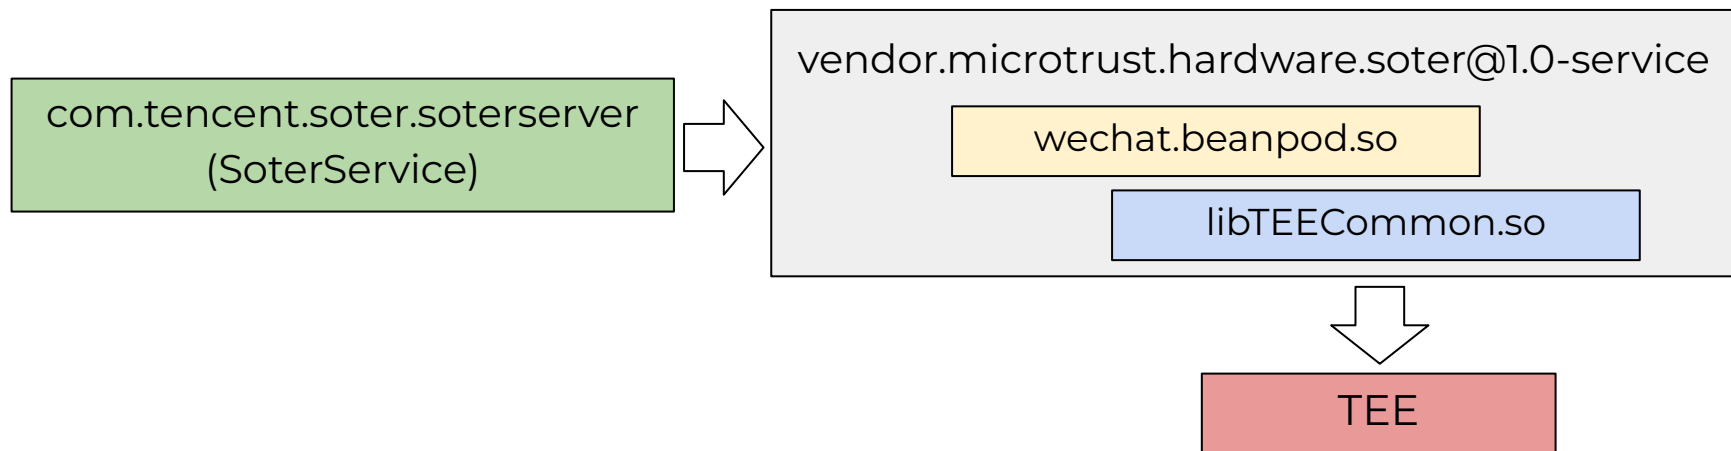 com.tencent.soter.soterserver
(SoterService)
vendor.microtrust.hardware.soter@1.0-service
wechat.beanpod.so
libTEECommon.so
TEE